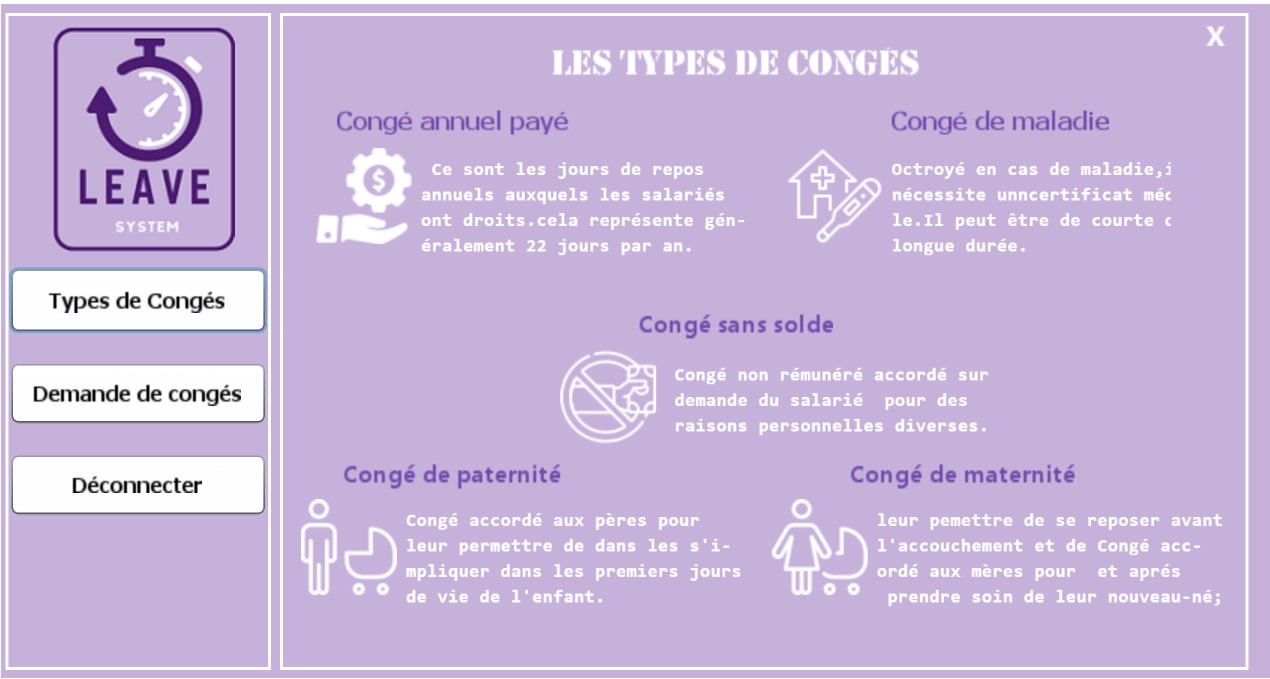 LEAVE
SYSTEM
Types de Congés
Demande de congés
Déconnecter
X
LES TYPES DE CONGÉS
Congé annuel payé
Ce sont les jours de repos
annuels auxquels les salariés
ont droits.cela représente gén-
éralement 22 jours par an.
Congé de maladie
Octroyé en cas de maladie,
nécessite unncertificat
le.Il peut être de courte
longue durée.
Congé sans solde
Congé non rémunéré accordé sur
demande du salarié pour des
raisons personnelles diverses.
Congé de paternité
Congé accordé aux pères pour
leur permettre de dans les s'i-
mpliquer dans les premiers jours
de vie de l'enfant.
Congé de maternité
leur pemettre de se reposer avant
l'accouchement et de Congé acc-
ordé aux mères pour et aprés
prendre soin de leur nouveau-né;